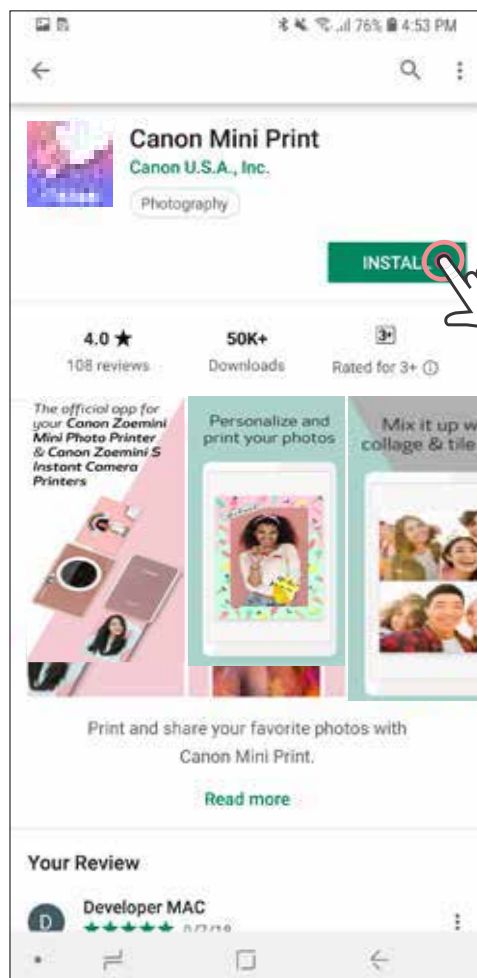 76% 4:53 PM
Canon Mini Print
Canon U.S.A., Inc.
Photography
INSTALL
4.0 ★
108 reviews
50K+
Downloads
3+
Rated for 3+
The official app for
your Canon Zoemini
Mini Photo Printer
& Canon Zoemini S
Instant Camera
Printers
Personalize and
print your photos
Mix it up w
collage & tile
Print and share your favorite photos with
Canon Mini Print.
Read more
Your Review
D
Developer MAC